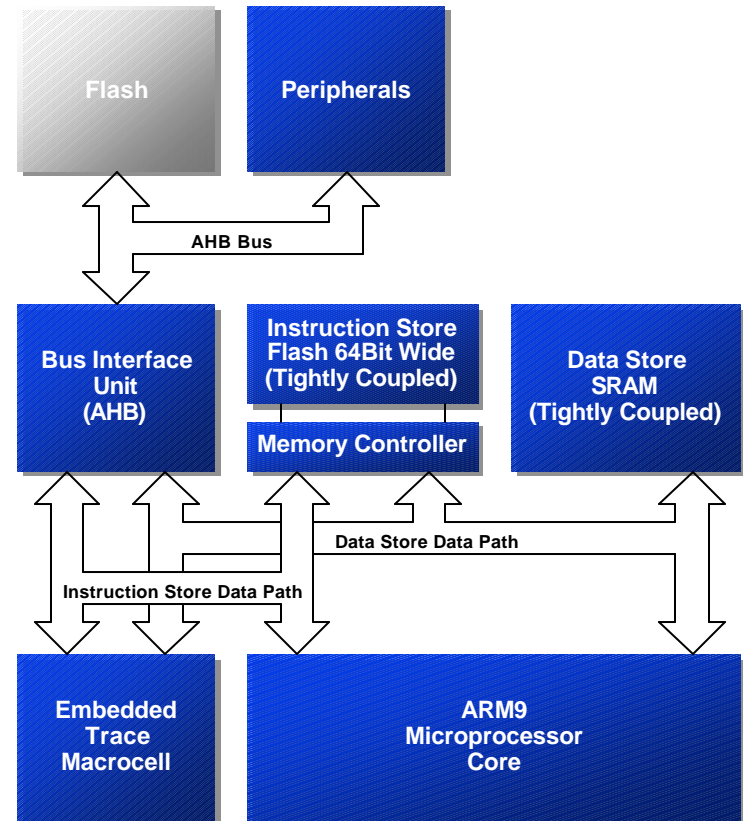 Flash
Peripherals
AHB Bus
Bus Interface
Unit
(AHB)
Instruction Store
Flash 64Bit Wide
(Tightly Coupled)
Memory Controller
Data Store
SRAM
(Tightly Coupled)
Data Store Data Path
Instruction Store Data Path
Embedded
Trace
Macrocell
ARM9
Microprocessor
Core